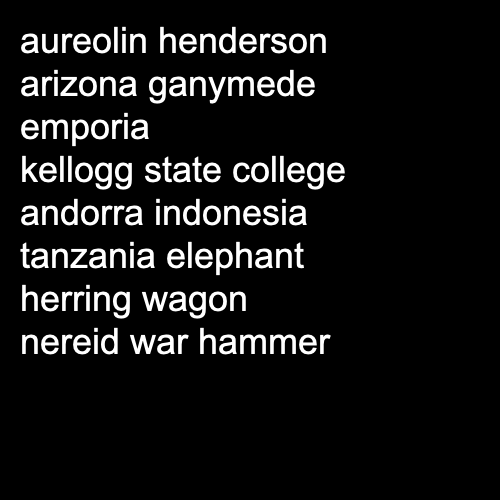 aureolin henderson
arizona ganymede
emporia
kellogg state college
andorra indonesia
tanzania elephant
herring wagon
nereid war hammer